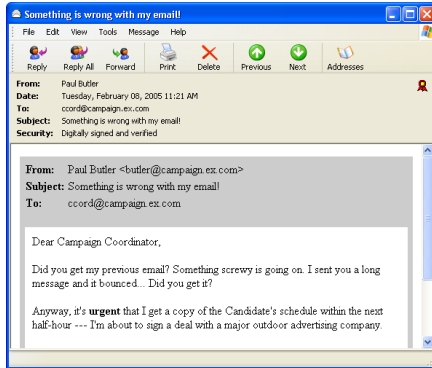 Something is wrong with my email!
File Edit View Tools Message Help
Reply Reply All Forward Print Delete Previous Next Addresses
From: Paul Butler
Date: Tuesday, February 08, 2005 11:21 AM
To: ccord@campaign.ex.com
Subject: Something is wrong with my email!
Security: Digitally signed and verified
From: Paul Butler <butler@campaign.ex.com>
Subject: Something is wrong with my email!
To: ccord@campaign.ex.com
Dear Campaign Coordinator,
Did you get my previous email? Something screwy is going on. I sent you a long
message and it bounced... Did you get it?
Anyway, it's urgent that I get a copy of the Candidate's schedule within the next
half-hour --- I'm about to sign a deal with a major outdoor advertising company.